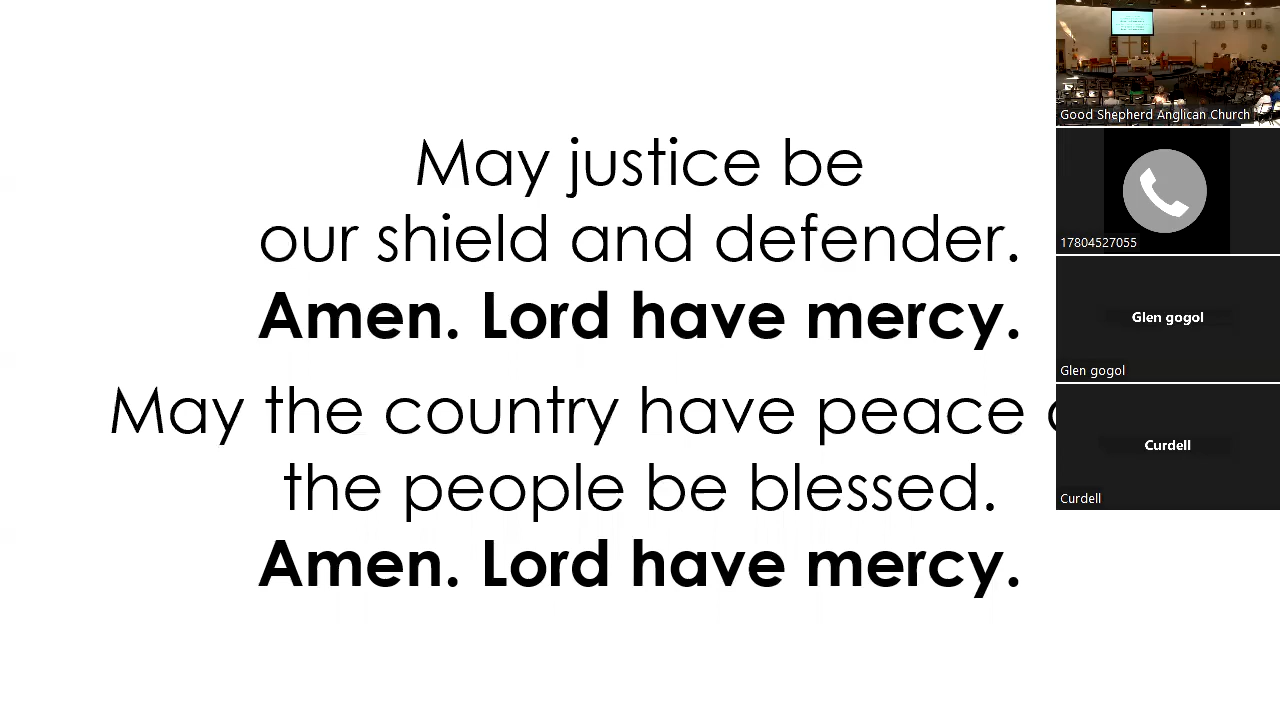 May justice be
our shield and defender.
Amen. Lord have mercy.
May the country have peace
the people be blessed.
Amen. Lord have mercy.
Good Shepherd Anglican Church
17804527055
Glen gogol
Glen gogol
Curdell
Curdell